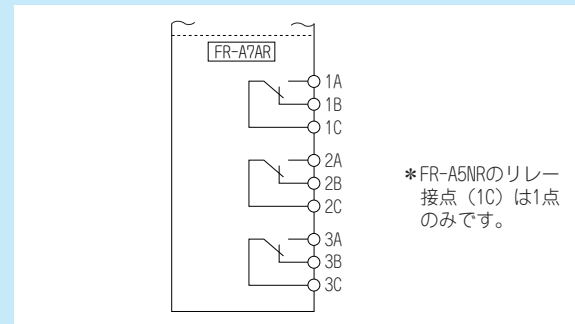 FR-A7AR
1A
1B
1C
2A
2B
2C
3A
3B
3C
*FR-A5NRのリレー
接点（1C）は1点
のみです。